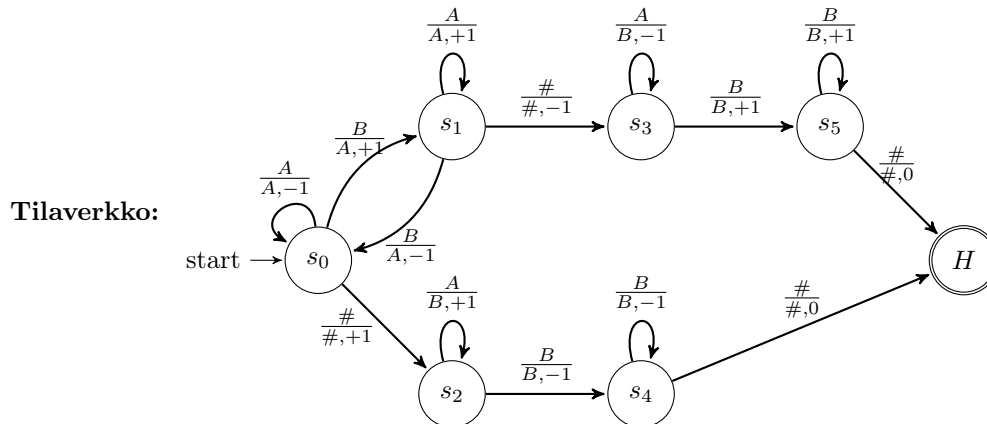 A
A,+1
A
B,-1
B
B,+1
#
#,-1
B
B,+1
s1
s3
s5
B
A,+1
#
#,0
A
A,-1
Tilaverkko:
B
A,-1
start
s0
H
#
#,+1
A
B,+1
B
B,-1
#
#,0
B
B,-1
s2
s4